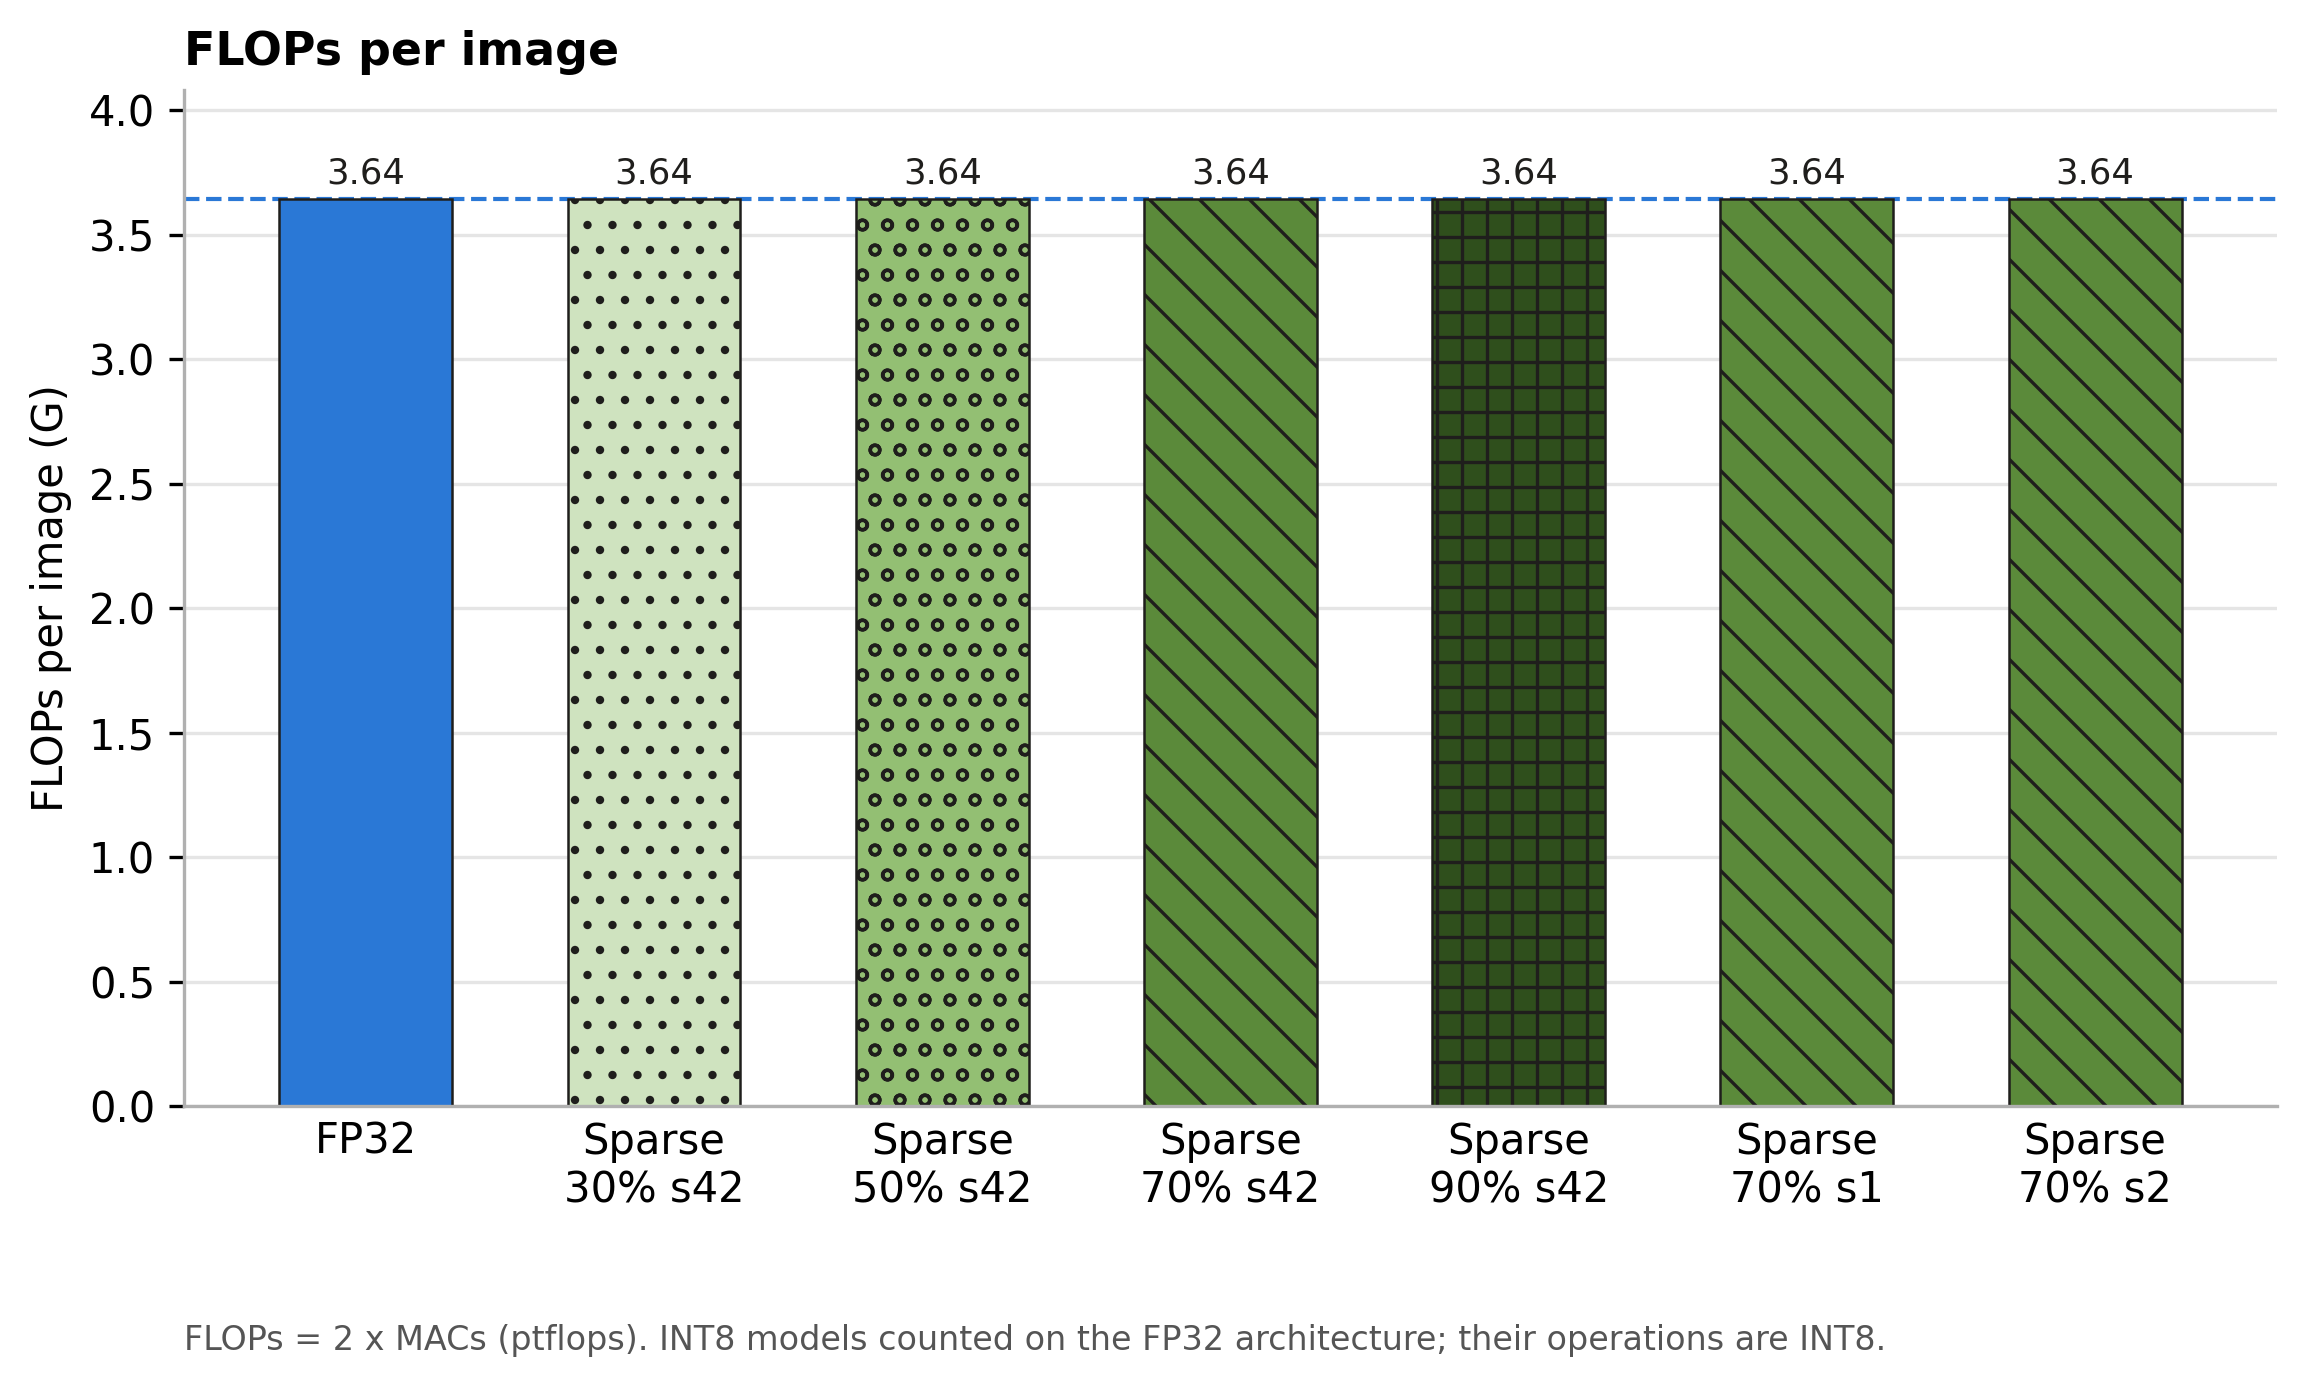 FLOPs per image
FLOPs per image (G)
4.0
3.5
3.0
2.5
2.0
1.5
1.0
0.5
0.0
3.64 3.64 3.64 3.64 3.64 3.64 3.64
FP32
Sparse
30% s42
Sparse
50% s42
Sparse
70% s42
Sparse
90% s42
Sparse
70% s1
Sparse
70% s2
FLOPs = 2 x MACs (ptflops). INT8 models counted on the FP32 architecture; their operations are INT8.